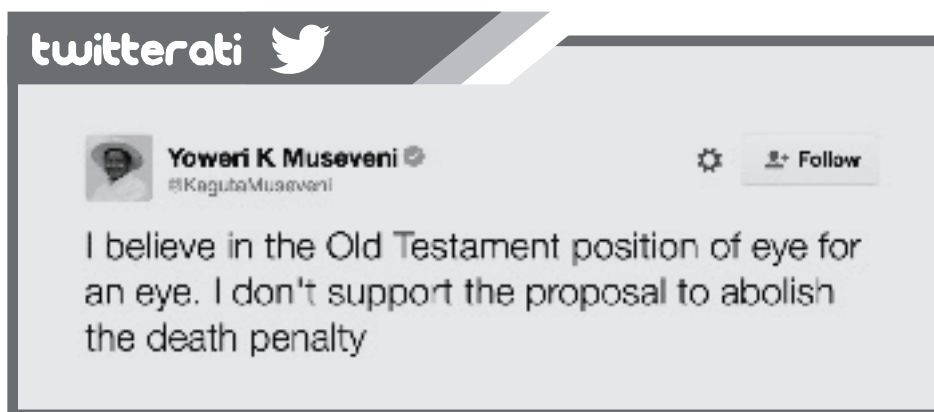 twitterati
Yoweri K Museveni
@KagutaMuseveni
Follow
I believe in the Old Testament position of eye for
an eye. I don't support the proposal to abolish
the death penalty